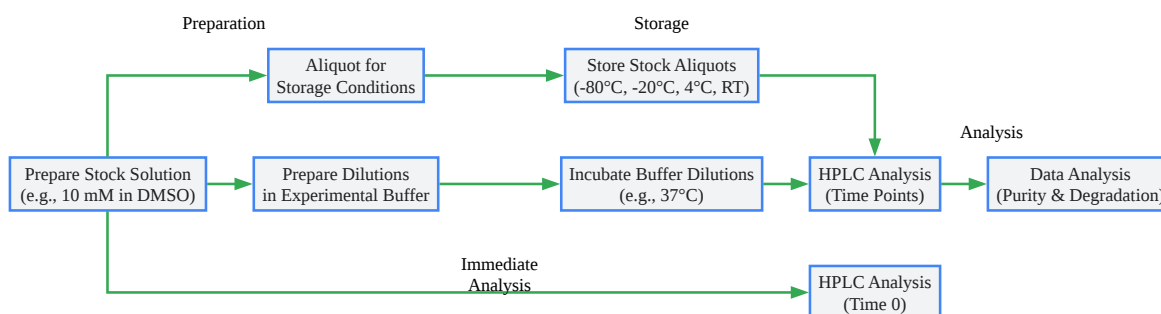 Preparation
Storage
Aliquot for
Storage Conditions
Store Stock Aliquots
(-80°C, -20°C, 4°C, RT)
Analysis
Prepare Stock Solution
(e.g., 10 mM in DMSO)
Prepare Dilutions
in Experimental Buffer
Incubate Buffer Dilutions
(e.g., 37°C)
HPLC Analysis
(Time Points)
Data Analysis
(Purity & Degradation)
Immediate
Analysis
HPLC Analysis
(Time 0)